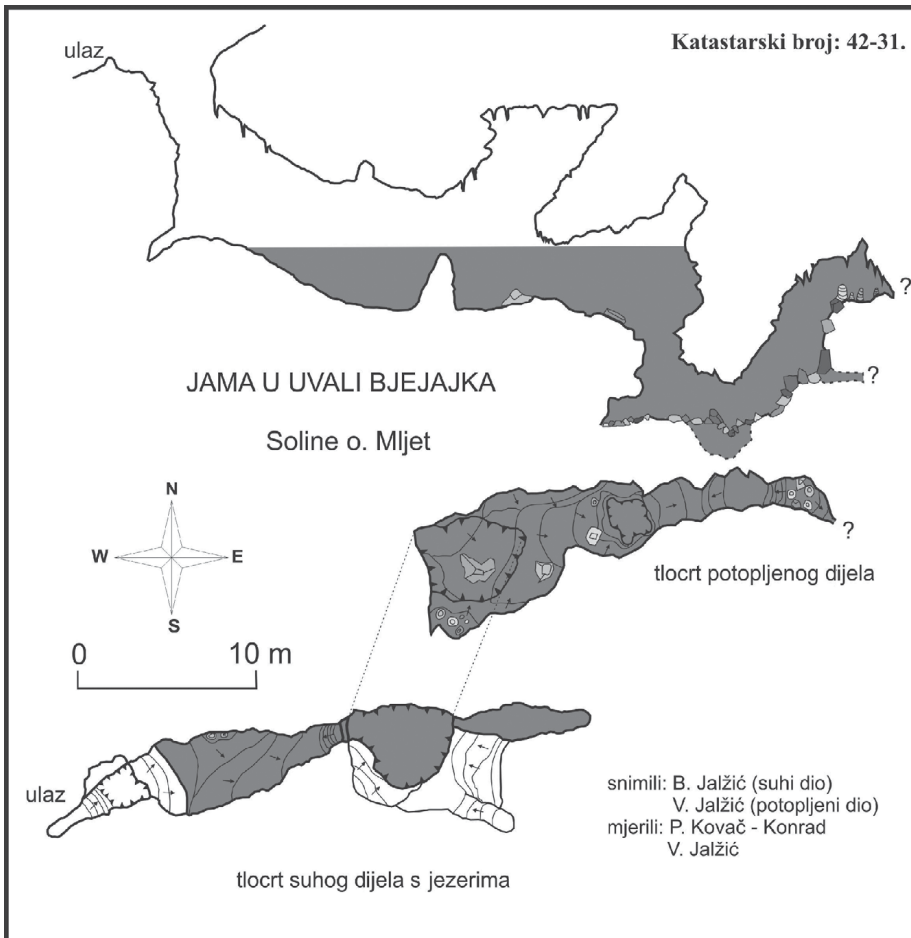 ulaz
Katastarski broj: 42-31.
?
?
JAMA U UVALI BJEJAJKA
Soline o. Mljet
N
W E
S
?
tlocrt potopljenog dijela
0 10 m
ulaz
snimili: B. Jalžić (suhi dio)
V. Jalžić (potopljeni dio)
mjerili: P. Kovač - Konrad
V. Jalžić
tlocrt suhog dijela s jezerima